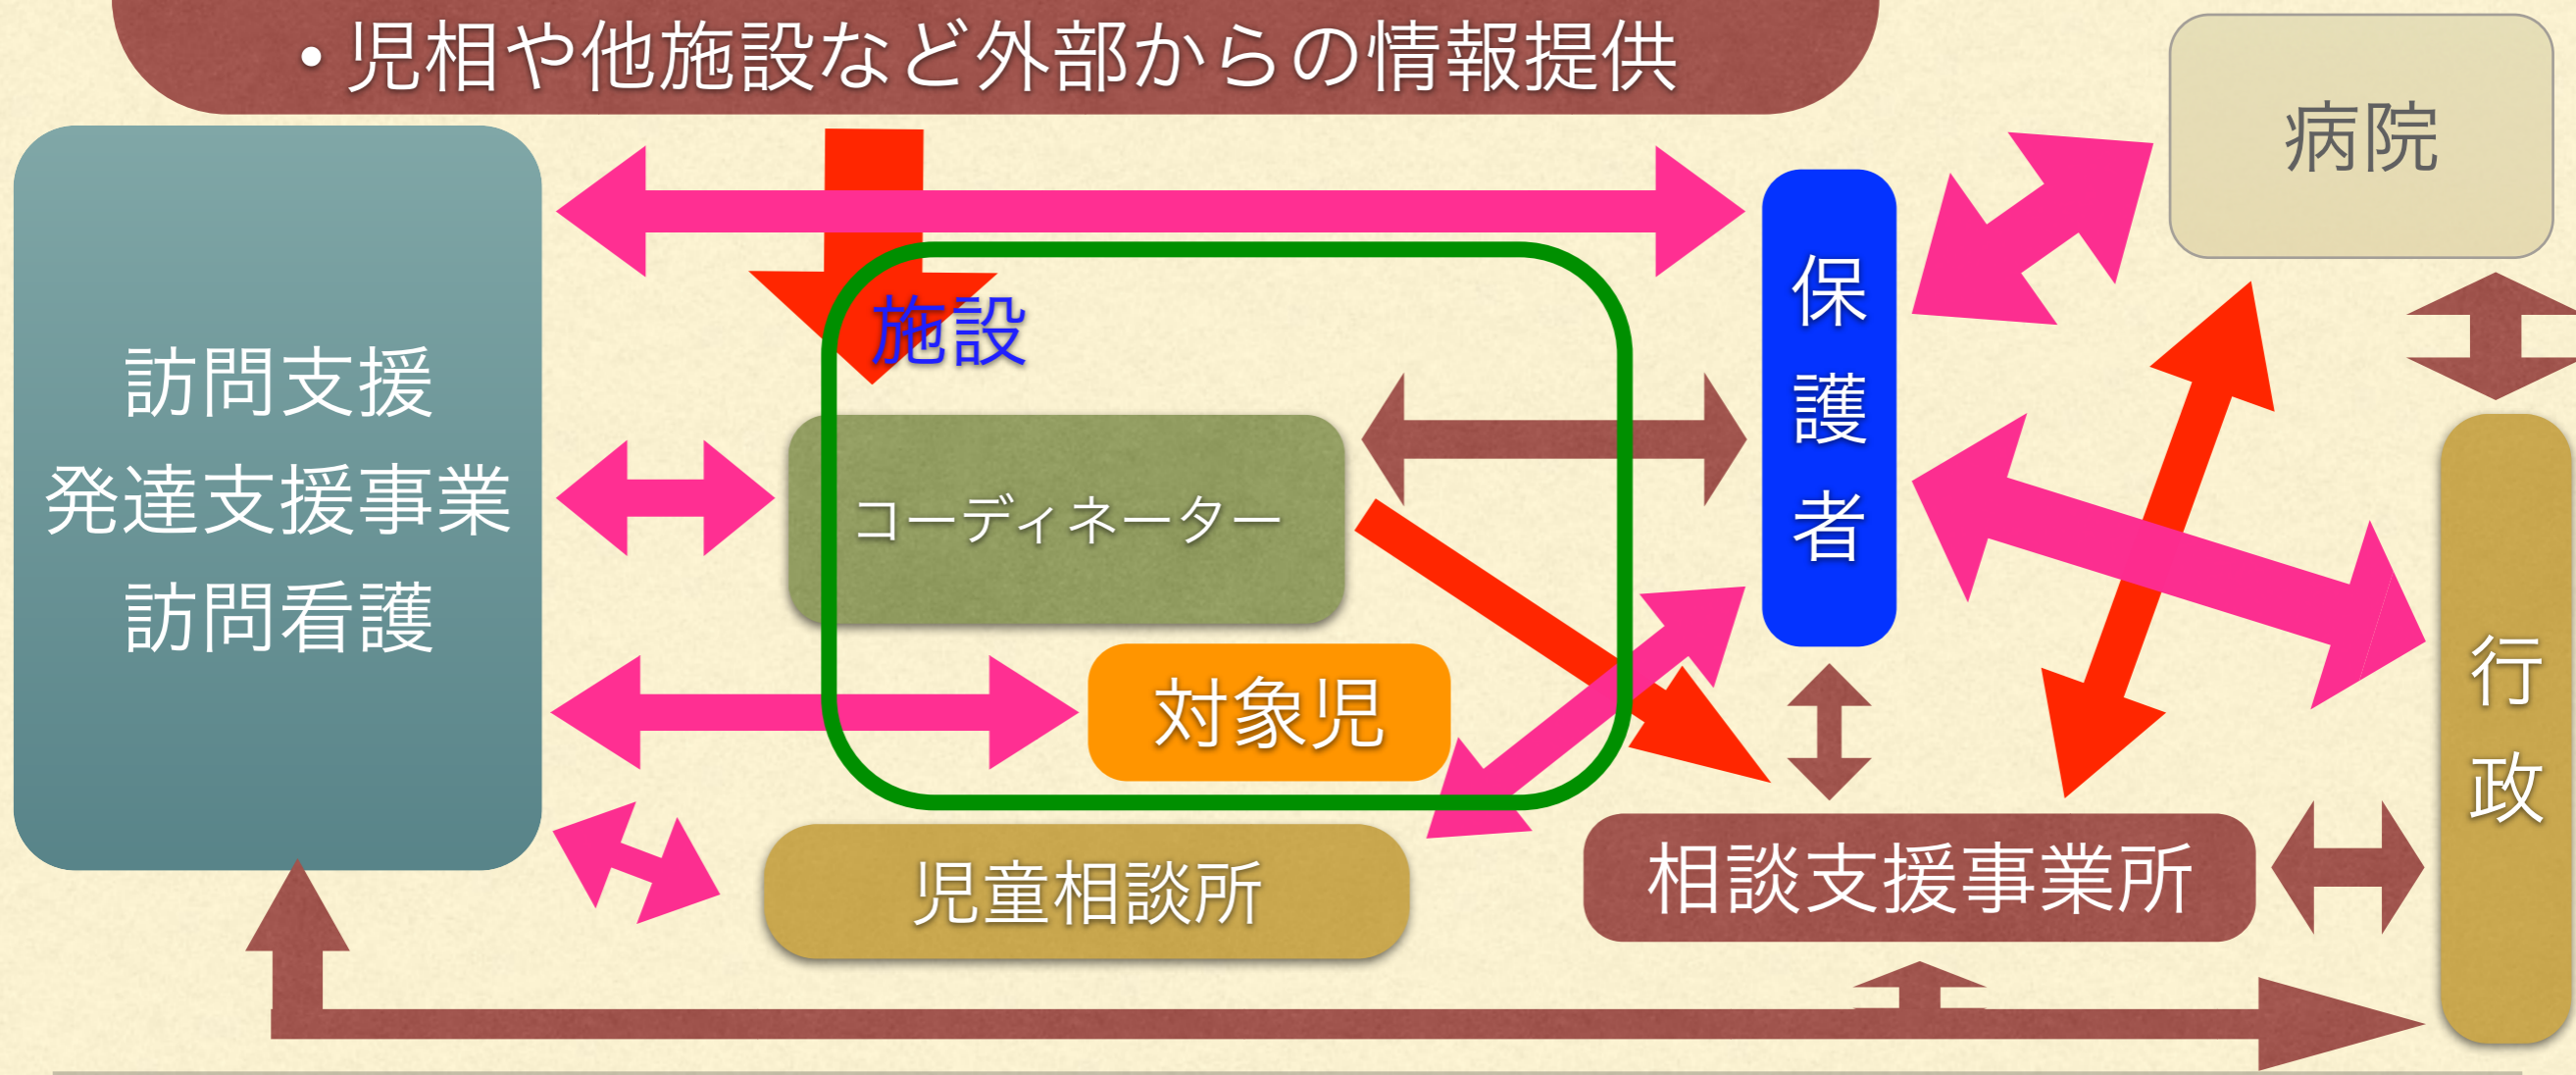 • 児相や他施設など外部からの情報提供
病院
訪問支援
発達支援事業
訪問看護
施設
コーディネーター
対象児
保護者
行政
児童相談所
相談支援事業所